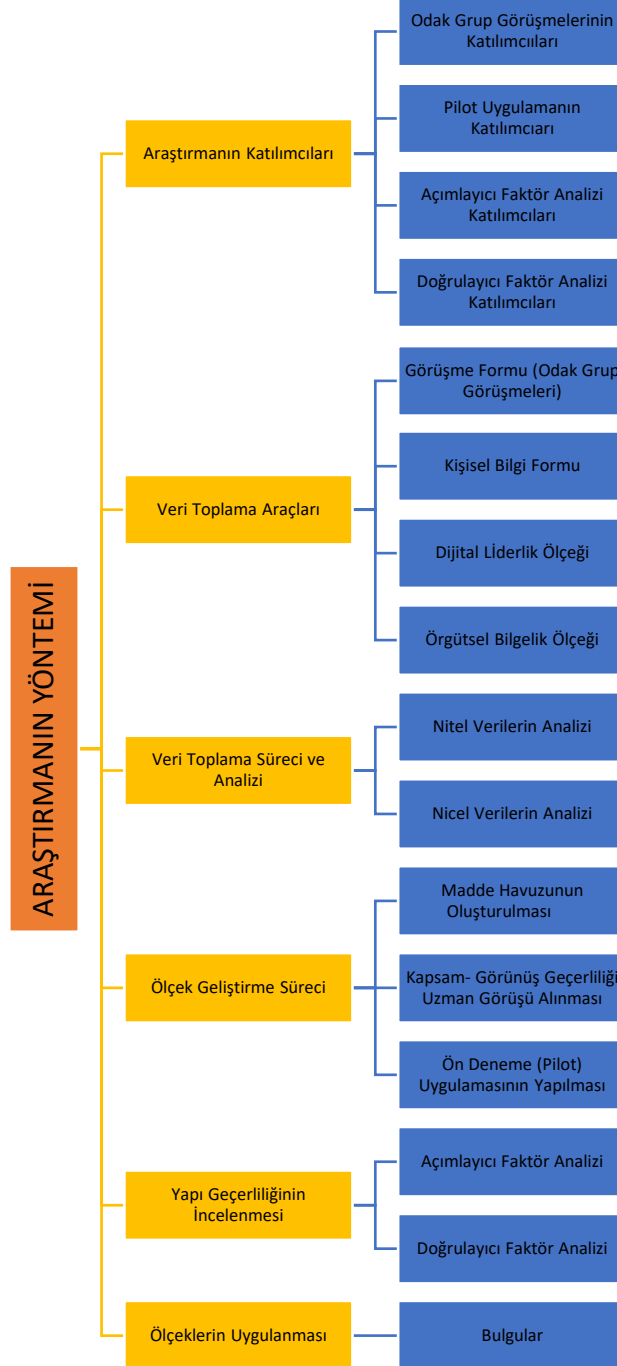 ARAŞTIRMANIN YÖNTEMİ
Araştırmanın Katılımcıları
Odak Grup Görüşmelerinin
Katılımcııları
Pilot Uygulamanın
Katılımcıarı
Açımlayıcı Faktör Analizi
Katılımcıları
Doğrulayıcı Faktör Analizi
Katılımcıları
Veri Toplama Araçları
Görüşme Formu (Odak Grup
Görüşmeleri)
Kişisel Bilgi Formu
Dijital Lİderlik Ölçeği
Örgütsel Bilgelik Ölçeği
Veri Toplama Süreci ve
Analizi
Nitel Verilerin Analizi
Nicel Verilerin Analizi
Ölçek Geliştirme Süreci
Madde Havuzunun
Oluşturulması
Kapsam- Görünüş Geçerliliği
Uzman Görüşü Alınması
Ön Deneme (Pilot)
Uygulamasının Yapılması
Yapı Geçerliliğinin
İncelenmesi
Açımlayıcı Faktör Analizi
Doğrulayıcı Faktör Analizi
Ölçeklerin Uygulanması
Bulgular